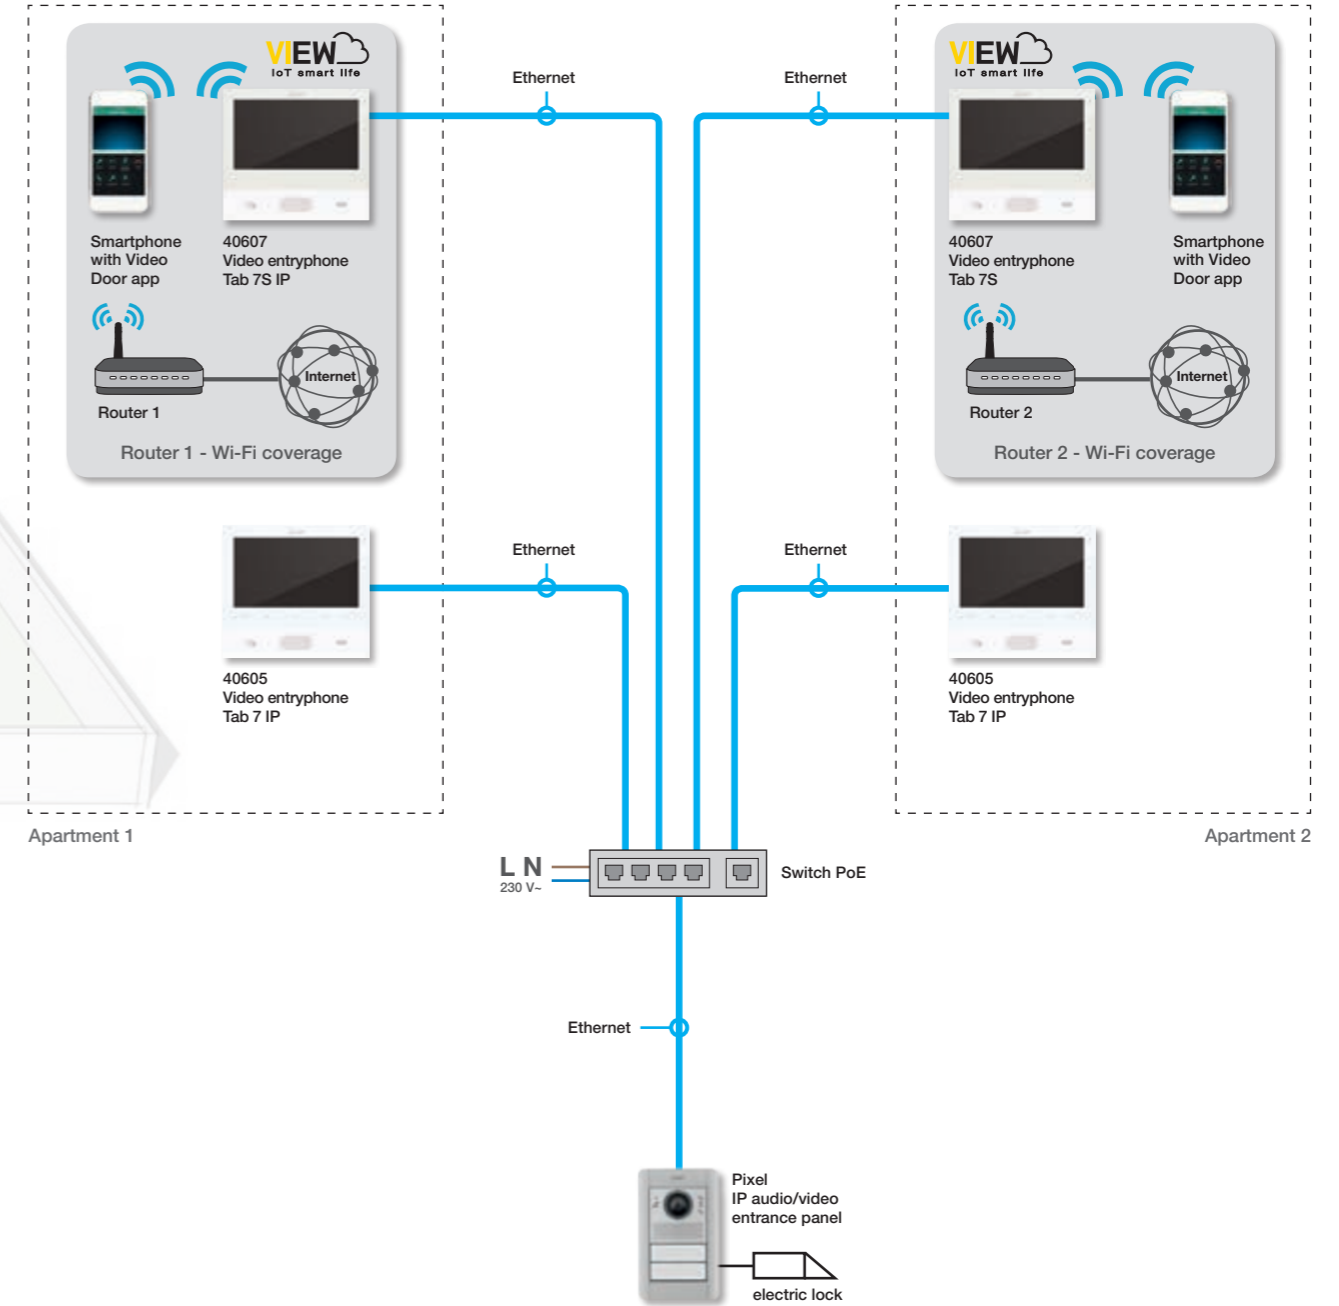 VIEW
IoT smart life
Smartphone
with Video
Door app
40607
Video entryphone
Tab 7S IP
Router 1
Internet
Router 1 - Wi-Fi coverage
40605
Video entryphone
Tab 7 IP
Apartment 1
Ethernet
Ethernet
Ethernet
Ethernet
VIEW
IoT smart life
40607
Video entryphone
Tab 7S
Smartphone
with Video
Door app
Router 2
Internet
Router 2 - Wi-Fi coverage
40605
Video entryphone
Tab 7 IP
Apartment 2
L N
230 V~
Switch PoE
Ethernet
Pixel
IP audio/video
entrance panel
electric lock